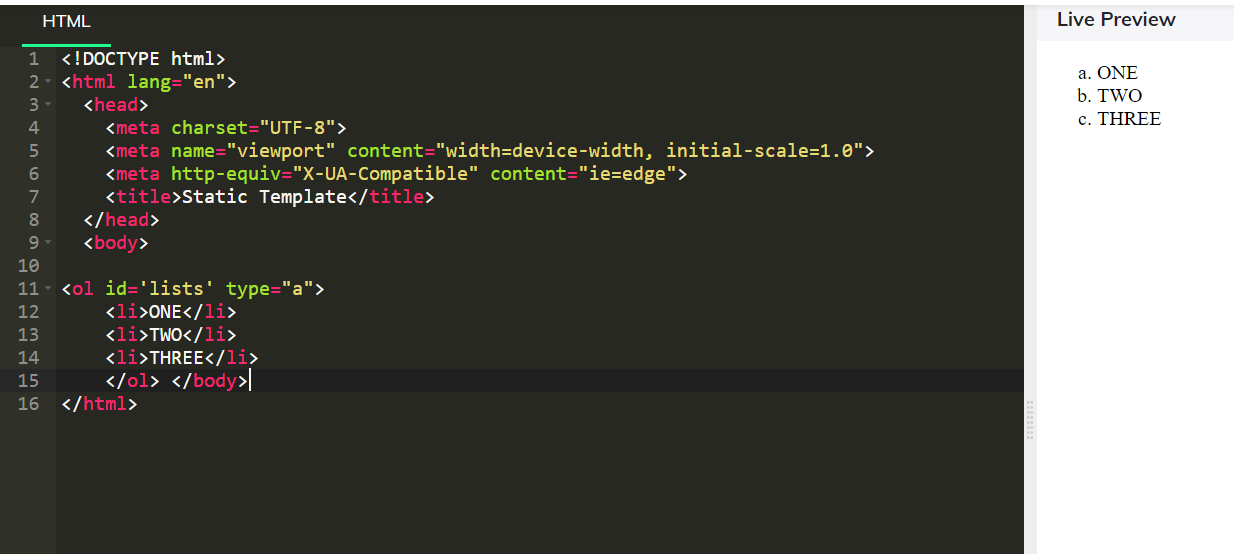 HTML
1 <!DOCTYPE html>
2 <html lang="en">
3 <head>
4 <meta charset="UTF-8">
5 <meta name="viewport" content="width=device-width, initial-scale=1.0">
6 <meta http-equiv="X-UA-Compatible" content="ie=edge">
7 <title>Static Template</title>
8 </head>
9 <body>
10
11 <ol id='lists' type="a">
12 <li>ONE</li>
13 <li>TWO</li>
14 <li>THREE</li>
15 </ol> </body>
16 </html>
Live Preview
a. ONE
b. TWO
c. THREE